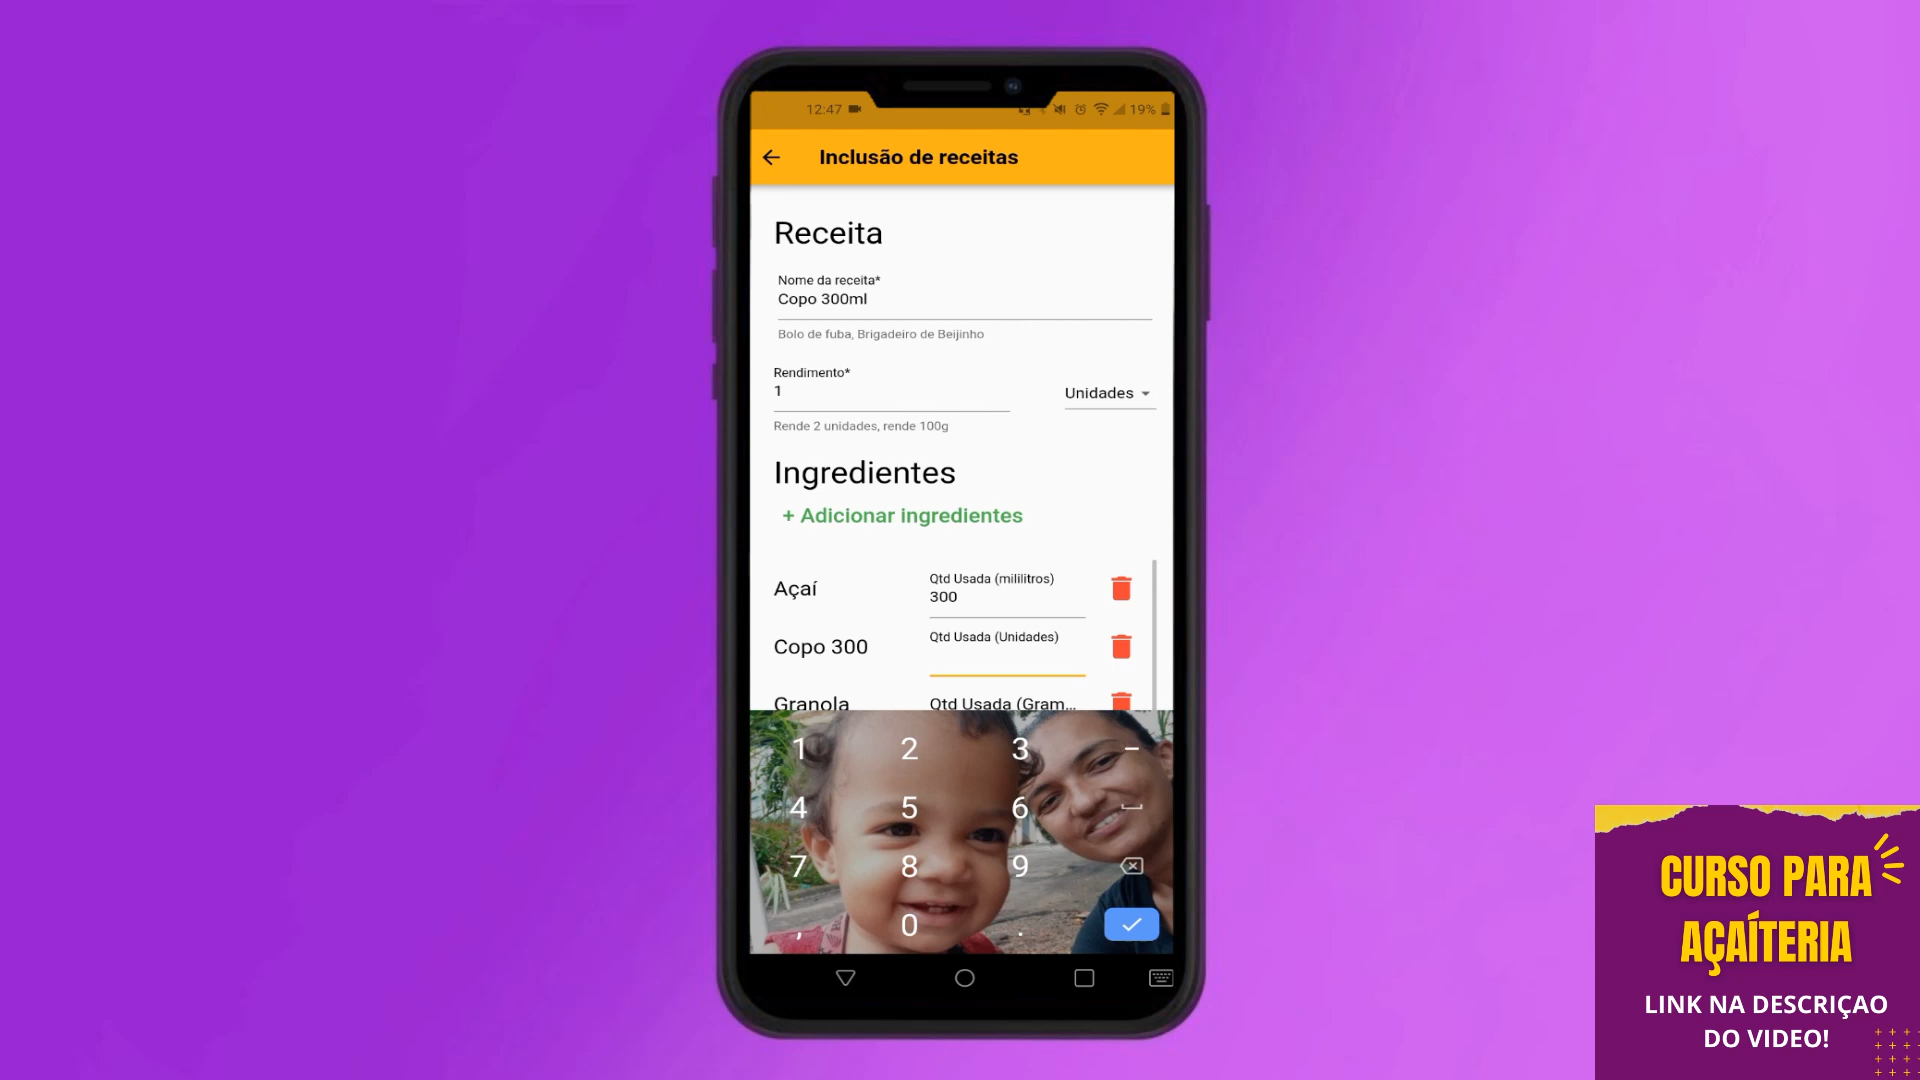 12:47
19%
Inclusão de receitas
Receita
Nome da receita*
Copo 300ml
Bolo de fuba, Brigadeiro de Beijinho
Rendimento*
1
Unidades
Rende 2 unidades, rende 100g
Ingredientes
+ Adicionar ingredientes
Açaí
Qtd Usada (mililitros)
300
Copo 300
Qtd Usada (Unidades)
Granola
Qtd Usada (Gram...
1 2 3 –
4 5 6
7 8 9
, 0 .
CURSO PARA
AÇAÍTERIA
LINK NA DESCRIÇAO
DO VIDEO!